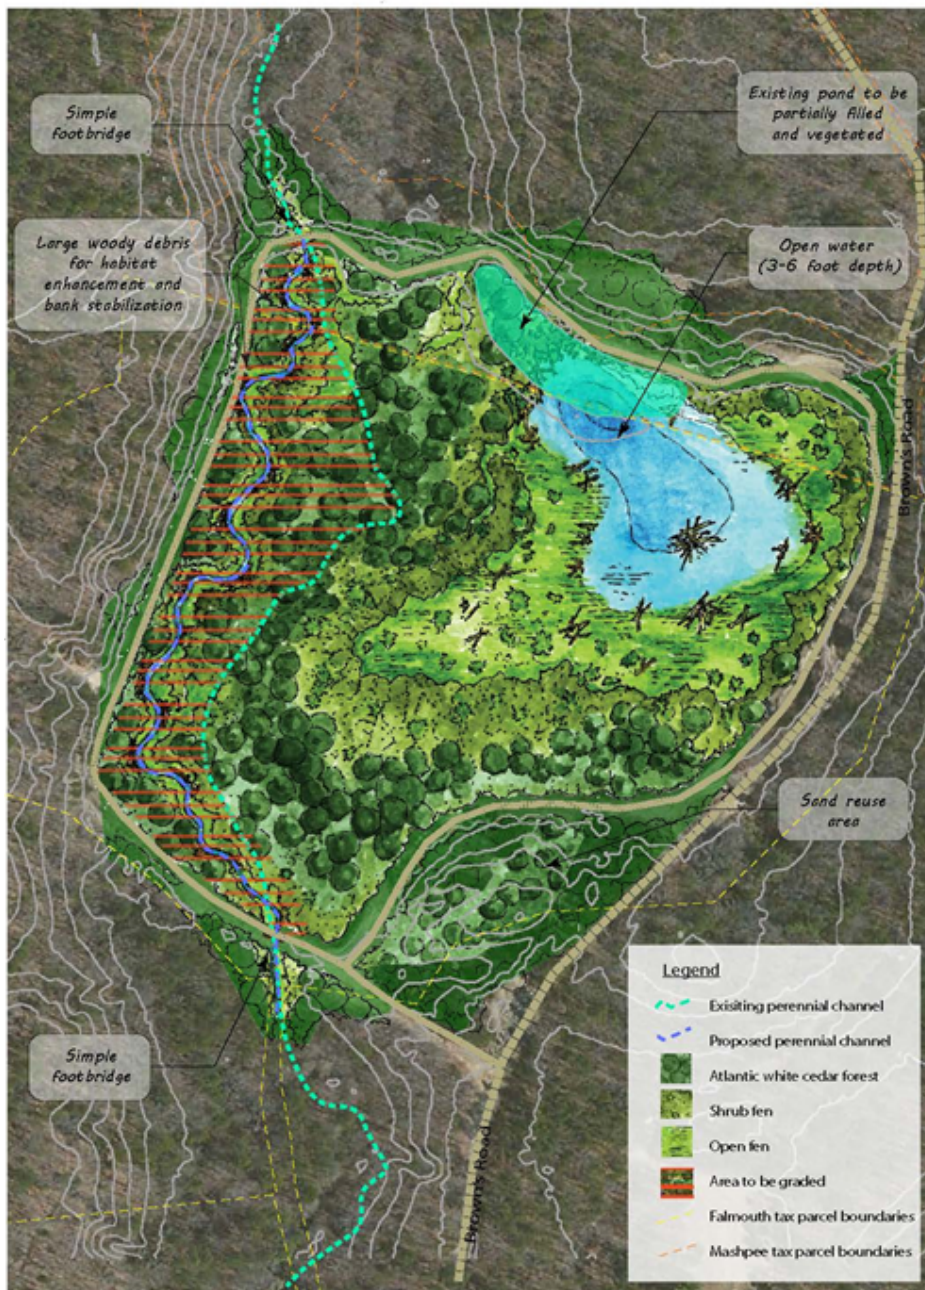 Simple
footbridge
Existing pond to be
partially filled
and vegetated
Large woody debris
for habitat
enhancement and
bank stabilization
Open water
(3-6 foot depth)
Brown's Road
Sand reuse
area
Simple
footbridge
Brown's Road
Legend
Exisiting perennial channel
Proposed perennial channel
Atlantic white cedar forest
Shrub fen
Open fen
Area to be graded
Falmouth tax parcel boundaries
Mashpee tax parcel boundaries